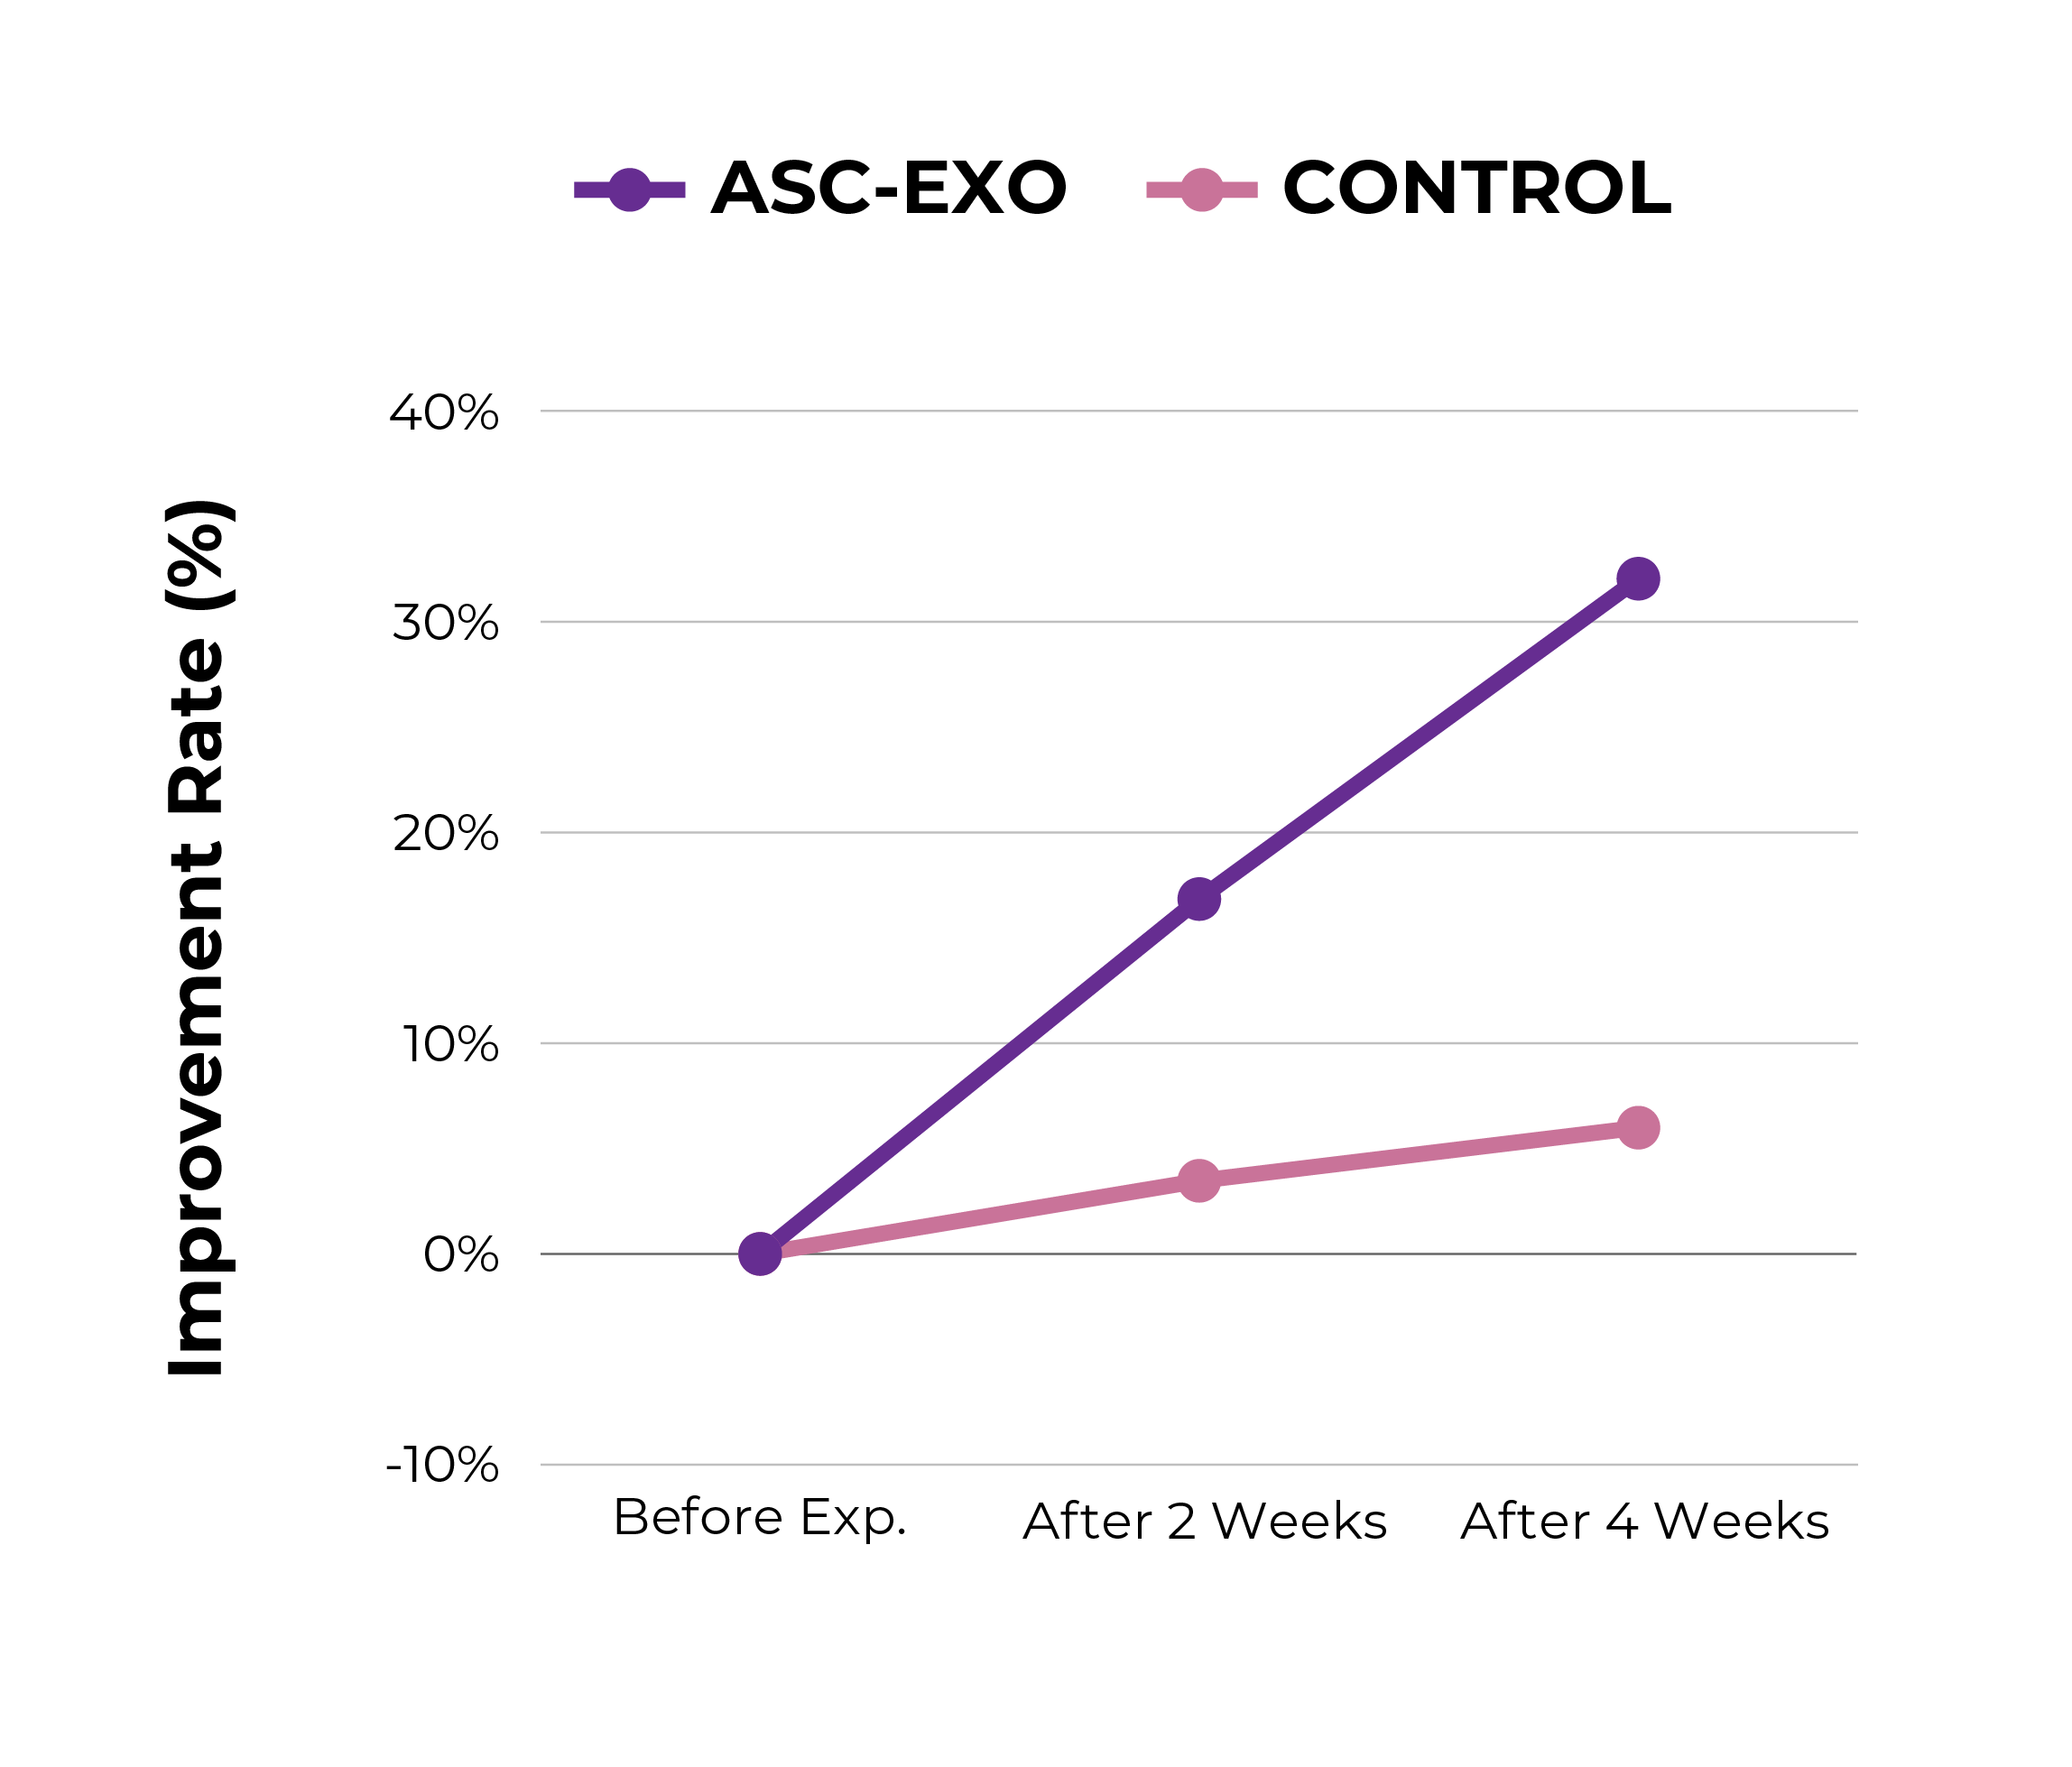 ASC-EXO CONTROL
Improvement Rate (%)
40%
30%
20%
10%
0%
-10%
Before Exp. After 2 Weeks After 4 Weeks